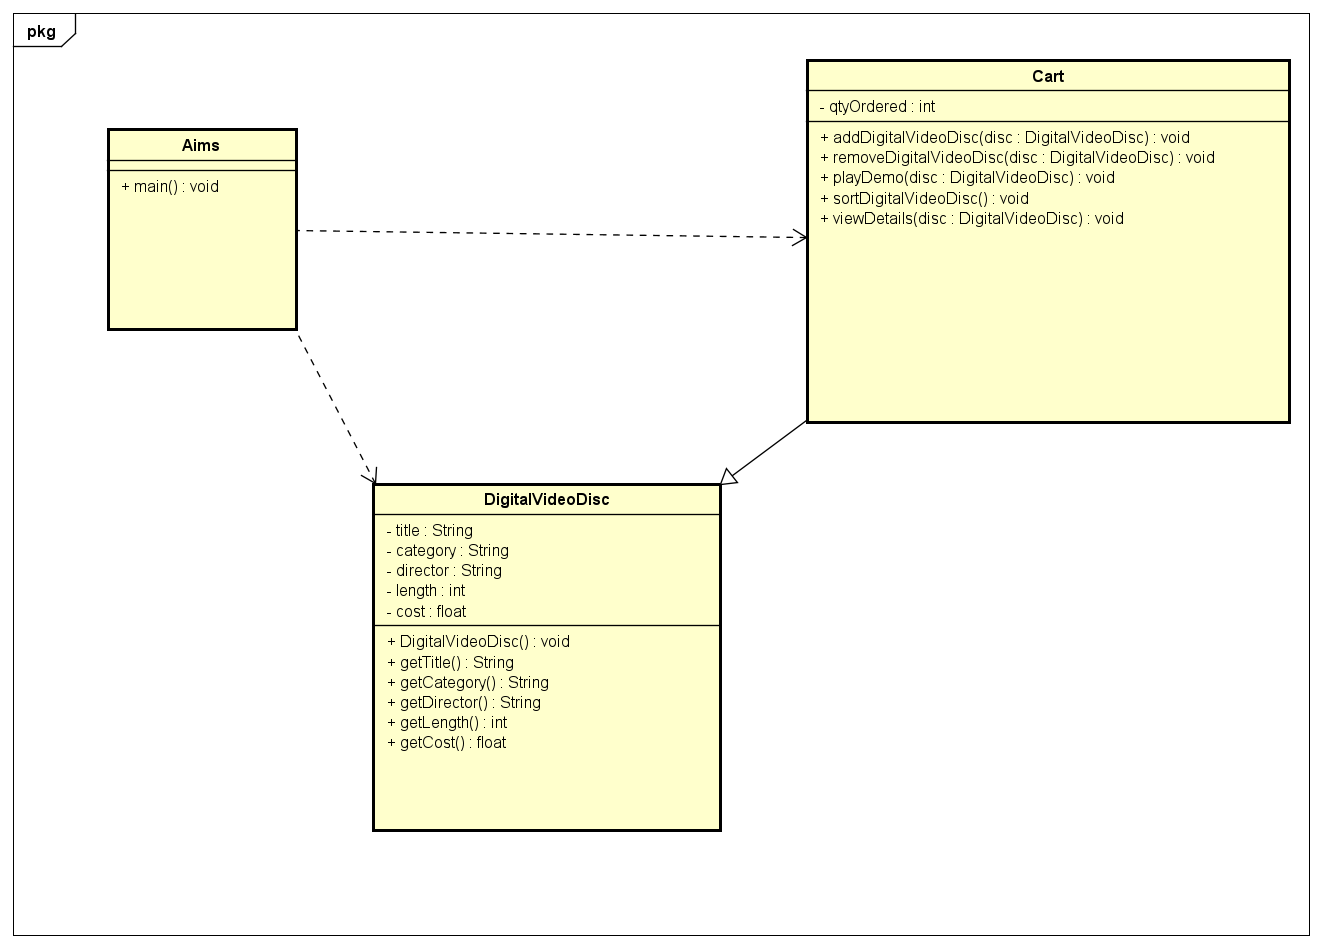 pkg
Aims
+ main() : void
Cart
- qtyOrdered : int
+ addDigitalVideoDisc(disc : DigitalVideoDisc) : void
+ removeDigitalVideoDisc(disc : DigitalVideoDisc) : void
+ playDemo(disc : DigitalVideoDisc) : void
+ sortDigitalVideoDisc() : void
+ viewDetails(disc : DigitalVideoDisc) : void
DigitalVideoDisc
- title : String
- category : String
- director : String
- length : int
- cost : float
+ DigitalVideoDisc() : void
+ getTitle() : String
+ getCategory() : String
+ getDirector() : String
+ getLength() : int
+ getCost() : float